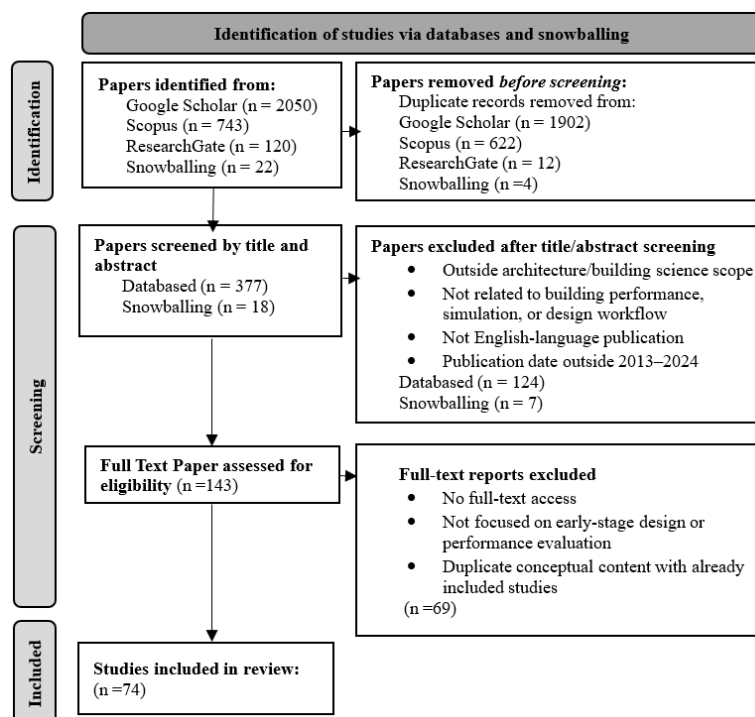 Identification of studies via databases and snowballing
Identification
Papers identified from:
Google Scholar (n = 2050)
Scopus (n = 743)
ResearchGate (n = 120)
Snowballing (n = 22)
Papers removed before screening:
Duplicate records removed from:
Google Scholar (n = 1902)
Scopus (n = 622)
ResearchGate (n = 12)
Snowballing (n =4)
Screening
Papers screened by title and
abstract
Databased (n = 377)
Snowballing (n = 18)
Papers excluded after title/abstract screening
• Outside architecture/building science scope
• Not related to building performance,
simulation, or design workflow
• Not English-language publication
• Publication date outside 2013–2024
Databased (n = 124)
Snowballing (n = 7)
Full Text Paper assessed for
eligibility (n =143)
Full-text reports excluded
• No full-text access
• Not focused on early-stage design or
performance evaluation
• Duplicate conceptual content with already
included studies
(n =69)
Included
Studies included in review:
(n =74)